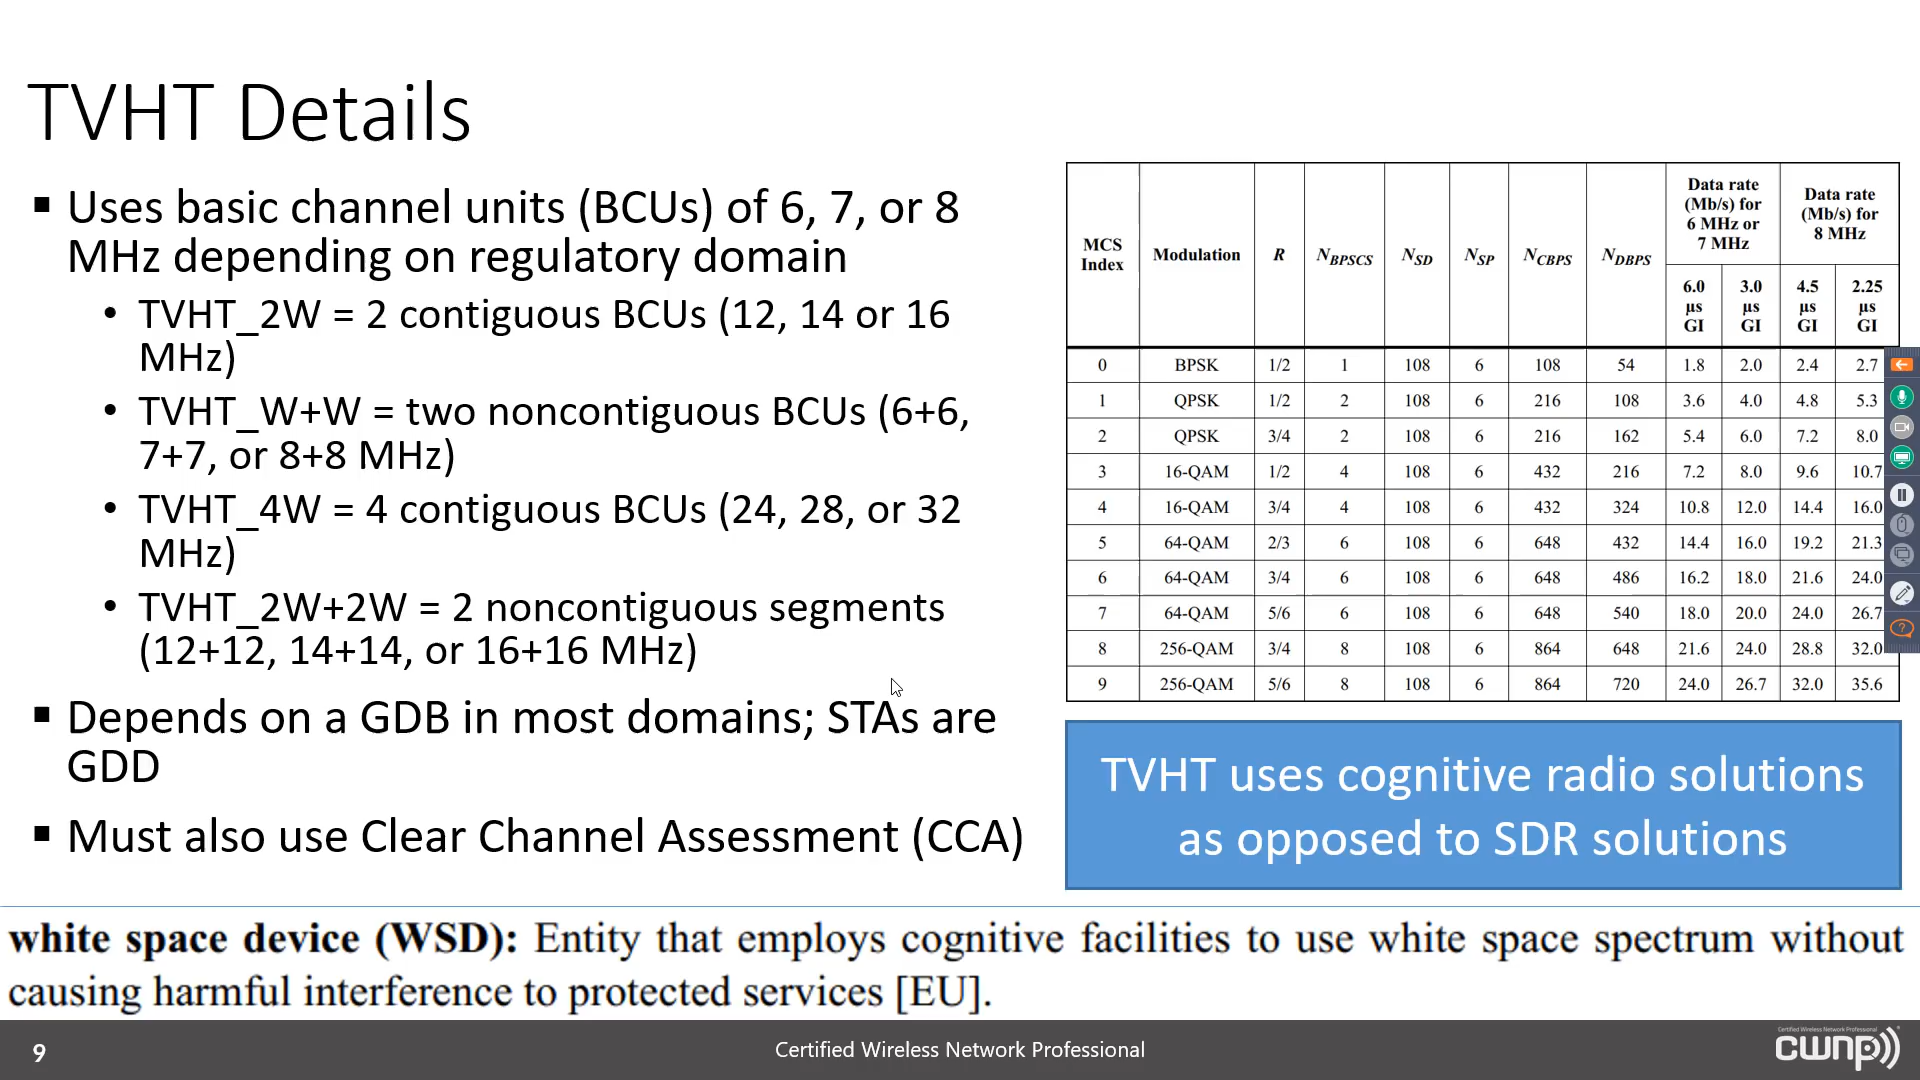 TVHT Details
▪ Uses basic channel units (BCUs) of 6, 7, or 8
MHz depending on regulatory domain
• TVHT_2W = 2 contiguous BCUs (12, 14 or 16
MHz)
• TVHT_W+W = two noncontiguous BCUs (6+6,
7+7, or 8+8 MHz)
• TVHT_4W = 4 contiguous BCUs (24, 28, or 32
MHz)
• TVHT_2W+2W = 2 noncontiguous segments
(12+12, 14+14, or 16+16 MHz)
▪ Depends on a GDB in most domains; STAs are
GDD
▪ Must also use Clear Channel Assessment (CCA)
MCS Index Modulation R NBPSCS NSD NSP NCBPS NDBPS Data rate (Mb/s) for 6 MHz or 7 MHz Data rate (Mb/s) for 8 MHz
6.0 µs GI 3.0 µs GI 4.5 µs GI 2.25 µs GI
0 BPSK 1/2 1 108 6 108 54 1.8 2.0 2.4 2.7
1 QPSK 1/2 2 108 6 216 108 3.6 4.0 4.8 5.3
2 QPSK 3/4 2 108 6 216 162 5.4 6.0 7.2 8.0
3 16-QAM 1/2 4 108 6 432 216 7.2 8.0 9.6 10.7
4 16-QAM 3/4 4 108 6 432 324 10.8 12.0 14.4 16.0
5 64-QAM 2/3 6 108 6 648 432 14.4 16.0 19.2 21.3
6 64-QAM 3/4 6 108 6 648 486 16.2 18.0 21.6 24.0
7 64-QAM 5/6 6 108 6 648 540 18.0 20.0 24.0 26.7
8 256-QAM 3/4 8 108 6 864 648 21.6 24.0 28.8 32.0
9 256-QAM 5/6 8 108 6 864 720 24.0 26.7 32.0 35.6
TVHT uses cognitive radio solutions
as opposed to SDR solutions
white space device (WSD): Entity that employs cognitive facilities to use white space spectrum without
causing harmful interference to protected services [EU].
9
Certified Wireless Network Professional
Certified Wireless Network Professional
cwnp